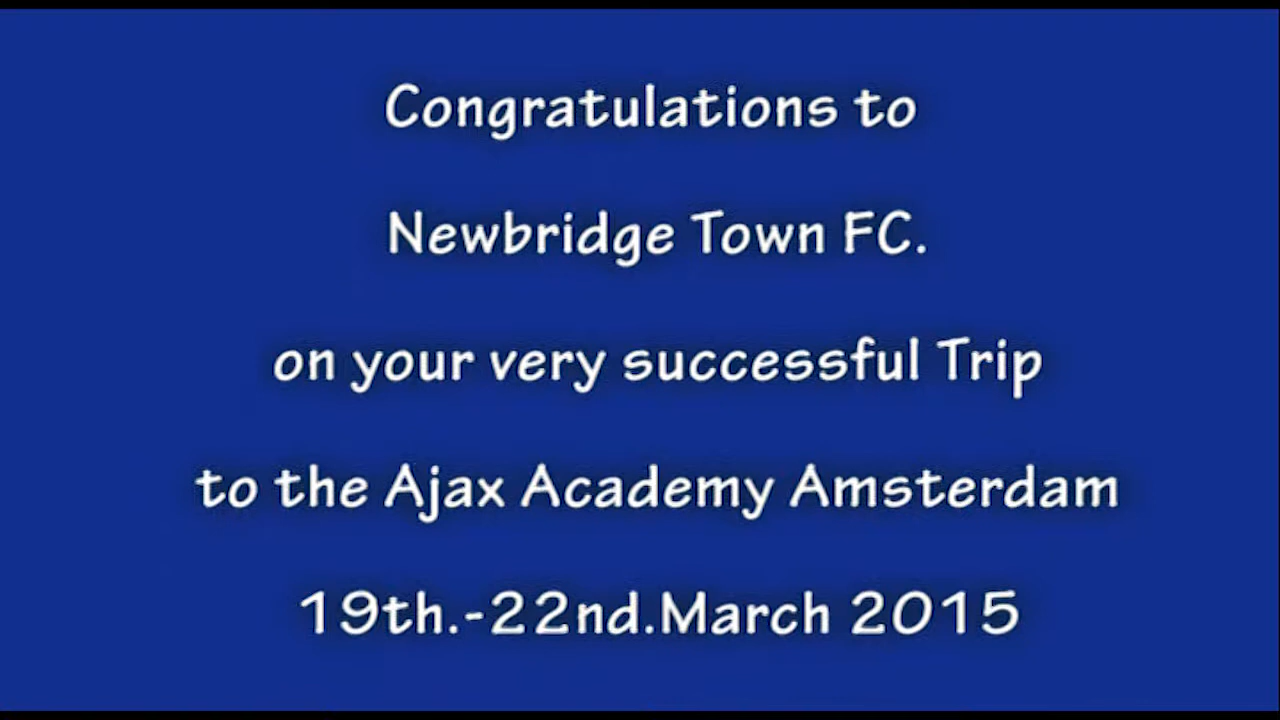 Congratulations to
Newbridge Town FC.
on your very successful Trip
to the Ajax Academy Amsterdam
19th.-22nd.March 2015